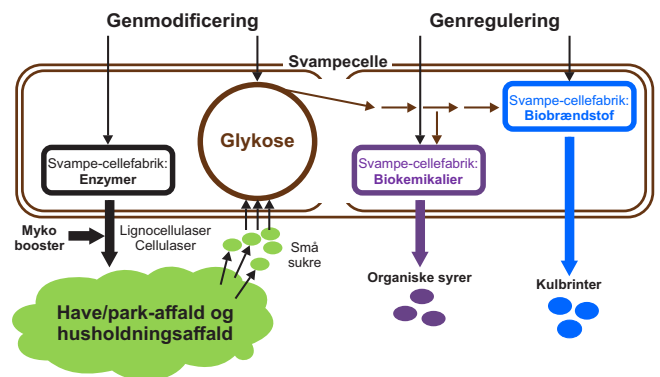 Genmodificering
Genregulering
Svampecelle
Glykose
Svampe-cellefabrik:
Biobrændstof
Svampe-cellefabrik:
Enzymer
Svampe-cellefabrik:
Biokemikalier
Myko
booster
Lignocellulaser
Cellulaser
Små
sukre
Organiske syrer
Kulbrinter
Have/park-affald og
husholdningsaffald